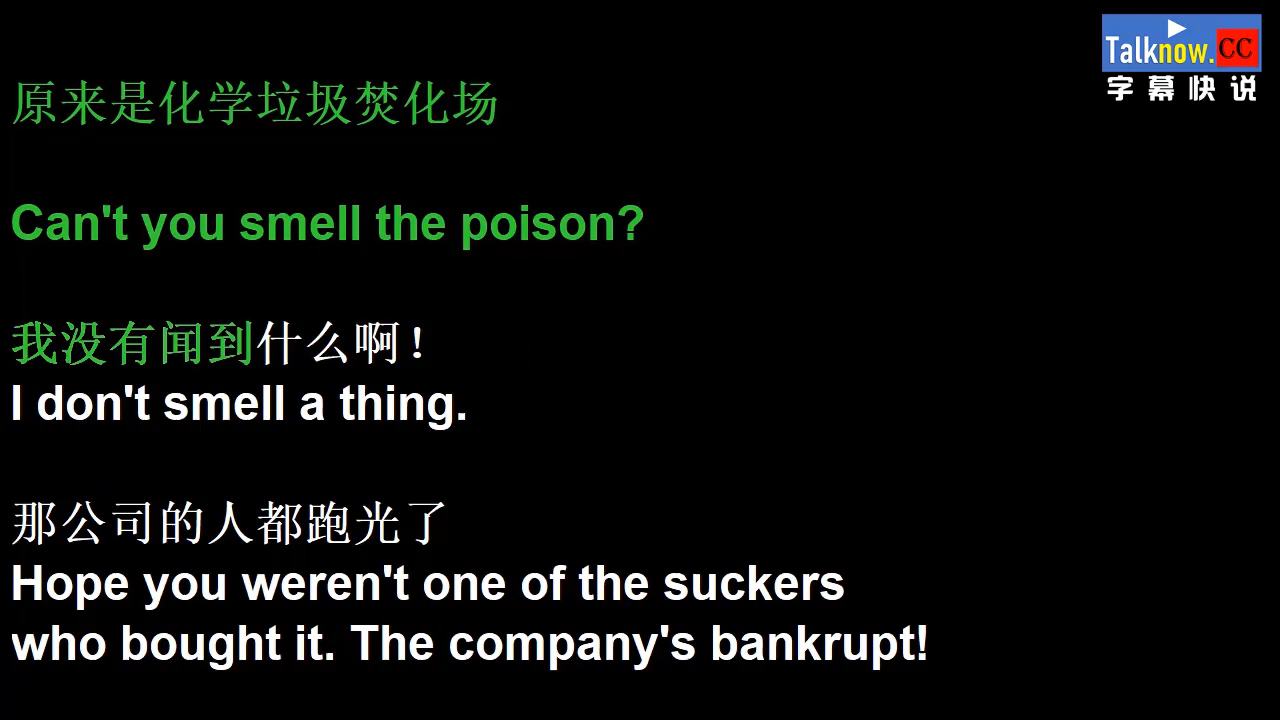 Talknow.CC
字幕快说
原来是化学垃圾焚化场
Can't you smell the poison?
我没有闻到什么啊！
I don't smell a thing.
那公司的人都跑光了
Hope you weren't one of the suckers
who bought it. The company's bankrupt!